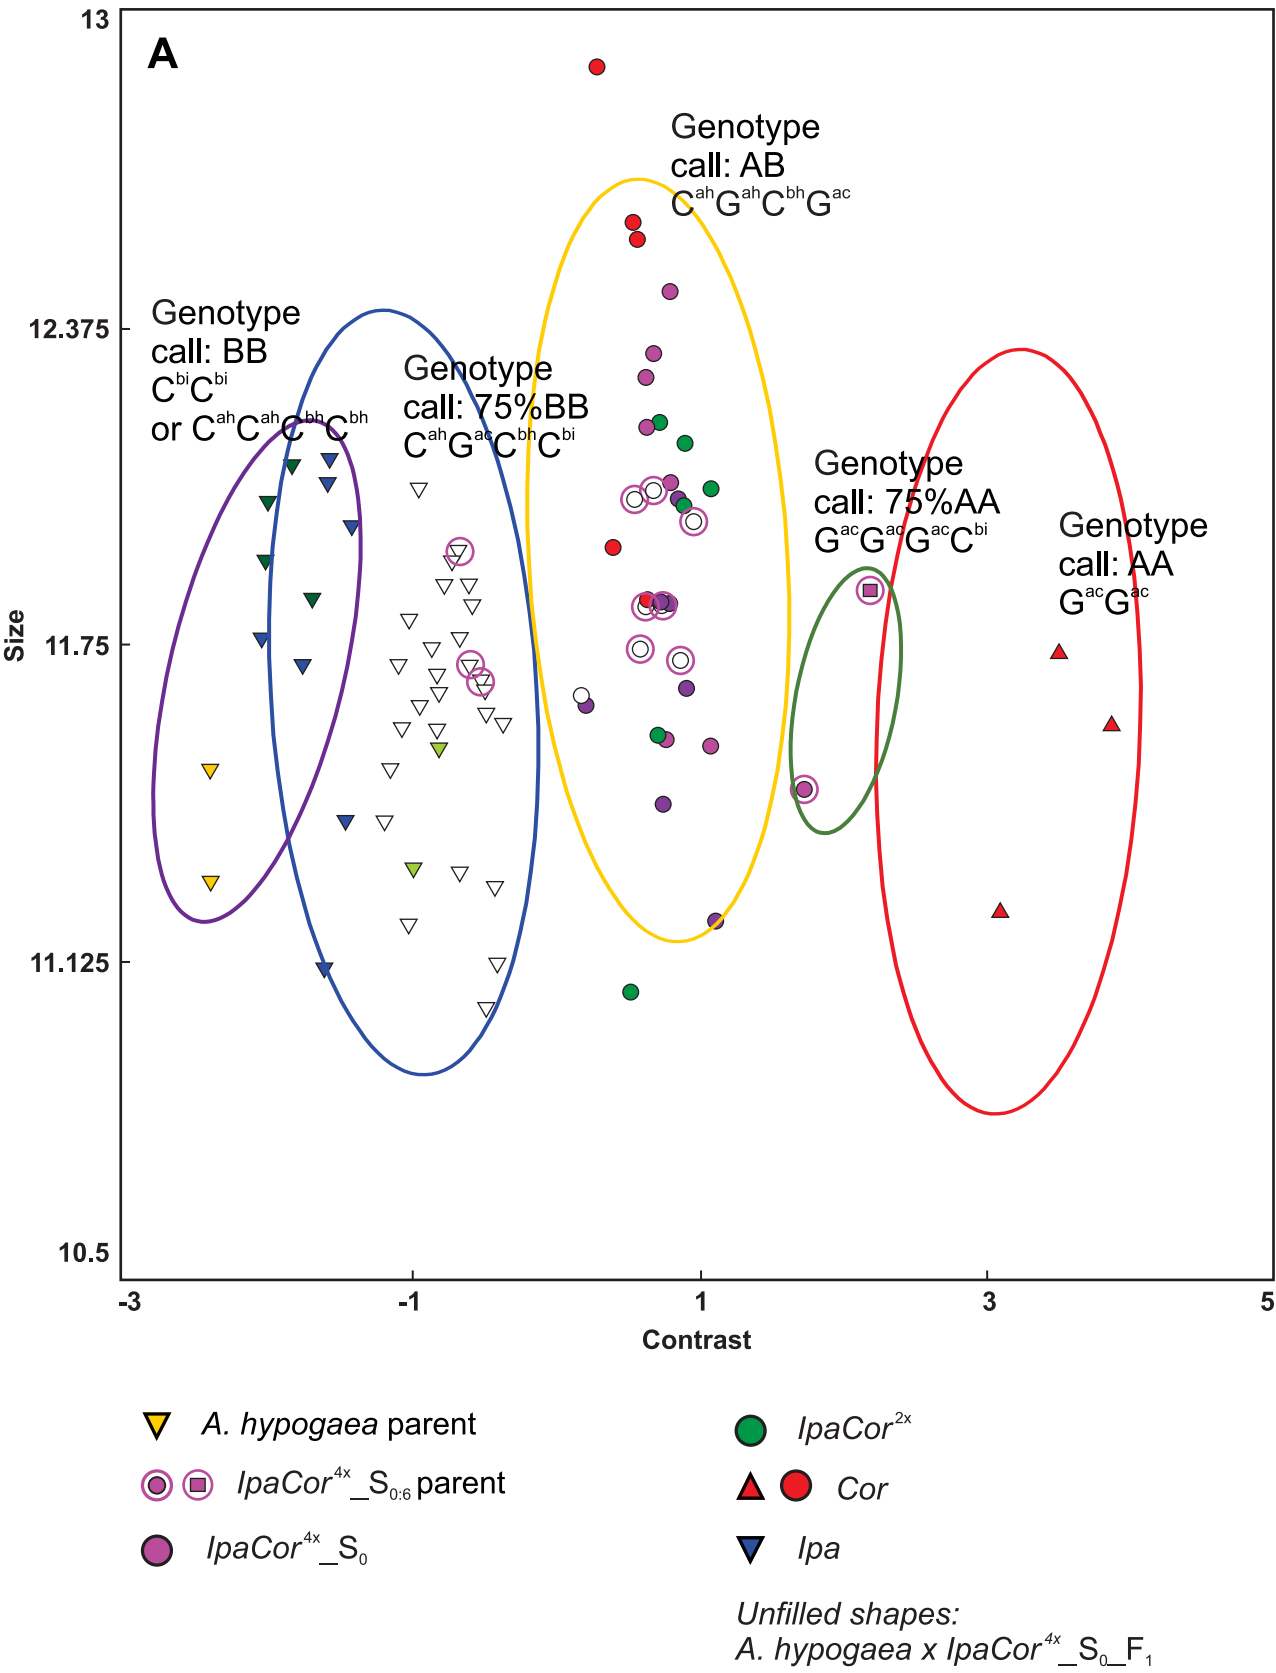 A
13
12.375
11.75
11.125
10.5
Size
-3
-1
1
3
5
Contrast
Genotype
call: BB
CbiCbi
or CahCahCbhCbh
Genotype
call: 75%BB
CahGacCbhCbi
Genotype
call: AB
CahGahCbhGac
Genotype
call: 75%AA
GacGacGacCbi
Genotype
call: AA
GacGac
A. hypogaea parent
IpaCor4x_S0:6 parent
IpaCor4x_S0
IpaCor2x
Cor
Ipa
Unfilled shapes:
A. hypogaea x IpaCor4x_S0_F1